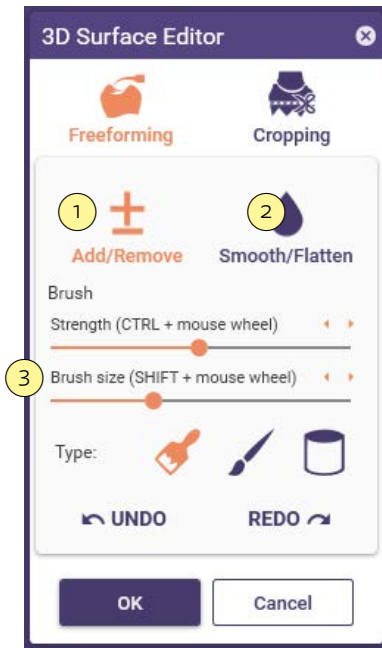 3D Surface Editor
Freeforming Cropping
1 2
Add/Remove Smooth/Flatten
Brush
Strength (CTRL + mouse wheel)
3 Brush size (SHIFT + mouse wheel)
Type:
UNDO REDO
OK Cancel